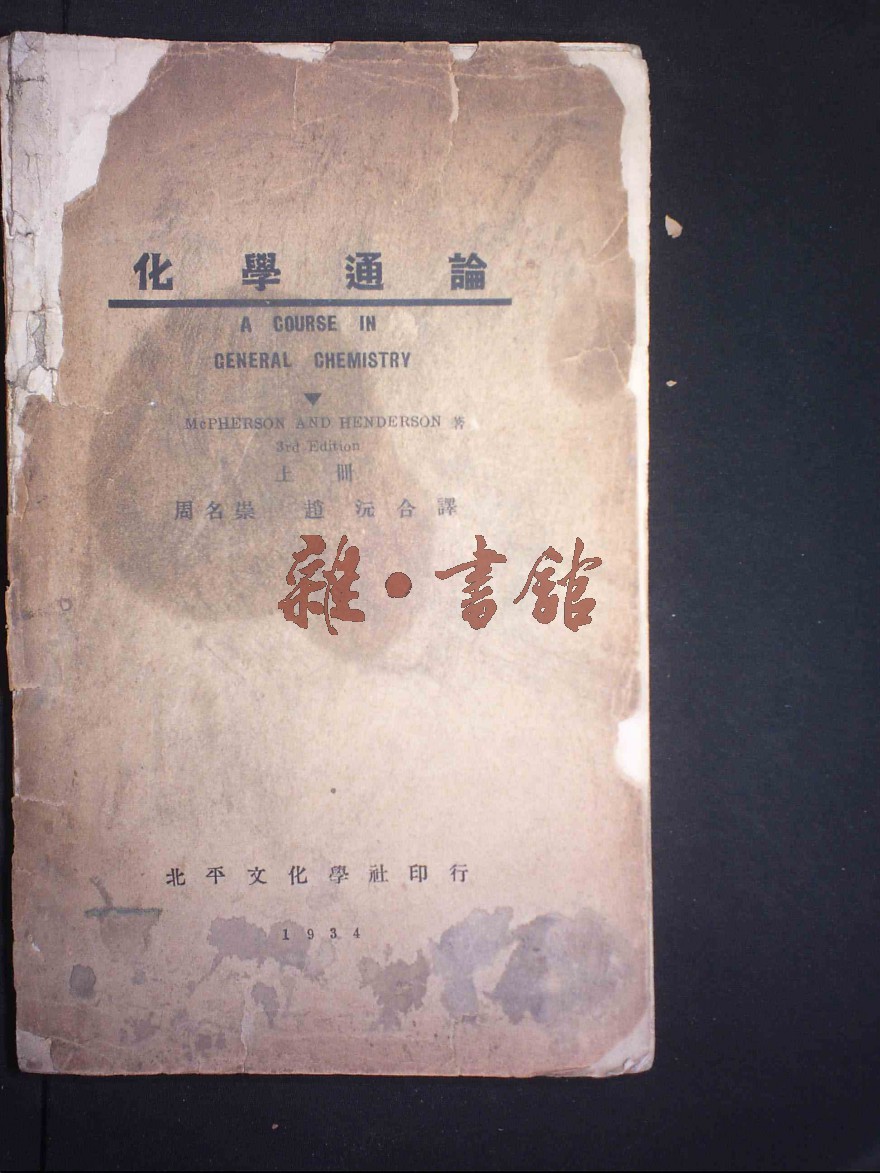 化學通論
A COURSE IN
GENERAL CHEMISTRY
McPHERSON AND HENDERSON 著
3rd Edition
上冊
周名崇 趙沅合譯
雜·書館
北平文化學社印行
1934